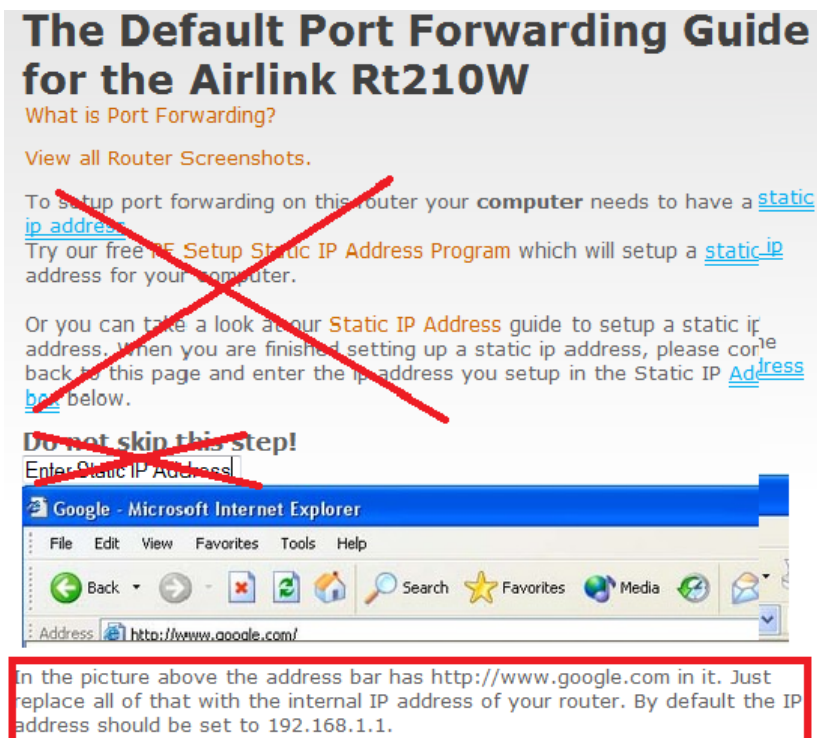 The Default Port Forwarding Guide
for the Airlink Rt210W
What is Port Forwarding?
View all Router Screenshots.
To setup port forwarding on this router your computer needs to have a static
ip address
Try our free PF Setup Static IP Address Program which will setup a static ip
address for your computer.
Or you can take a look at our Static IP Address guide to setup a static ip
address. When you are finished setting up a static ip address, please come
back to this page and enter the ip address you setup in the Static IP Address
box below.
Do not skip this step!
Enter Static IP Address
Google - Microsoft Internet Explorer
File Edit View Favorites Tools Help
Back Search Favorites Media
Address http://www.google.com/
In the picture above the address bar has http://www.google.com in it. Just
replace all of that with the internal IP address of your router. By default the IP
address should be set to 192.168.1.1.